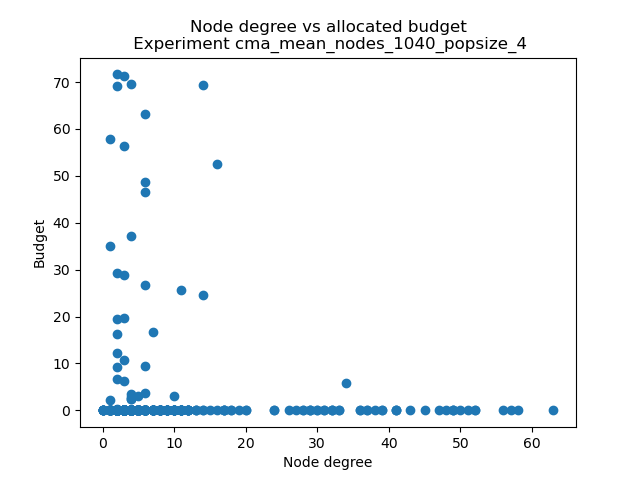 Node degree vs allocated budget
Experiment cma_mean_nodes_1040_popsize_4
Budget
70
60
50
40
30
20
10
0
0 10 20 30 40 50 60
Node degree